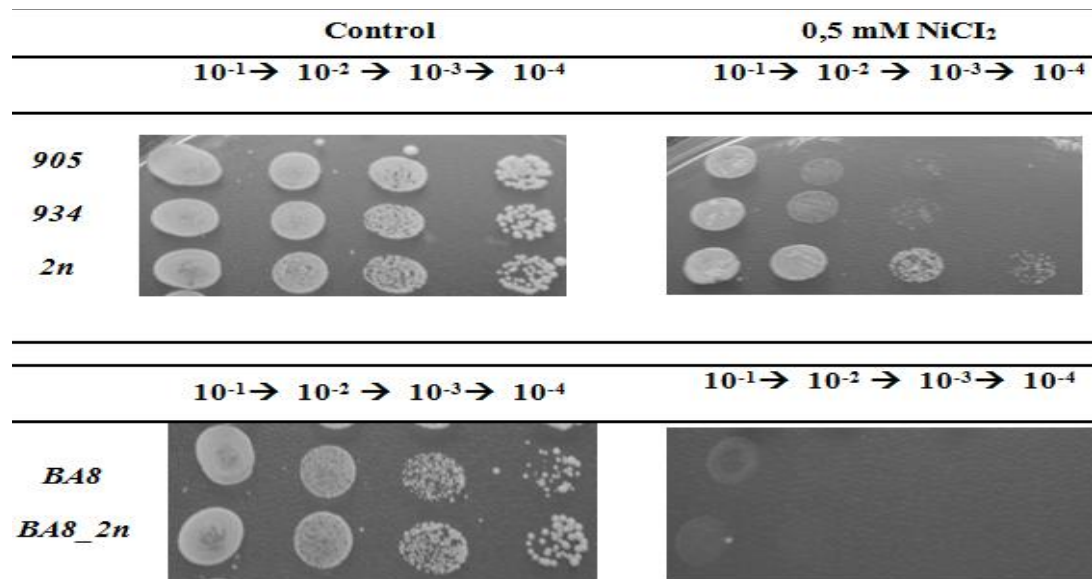 Control 0,5 mM NiCI₂
10⁻¹→ 10⁻² → 10⁻³→ 10⁻⁴ 10⁻¹→ 10⁻² → 10⁻³→ 10⁻⁴
905
934
2n
10⁻¹→ 10⁻² → 10⁻³→ 10⁻⁴ 10⁻¹→ 10⁻² → 10⁻³→ 10⁻⁴
BA8
BA8_2n